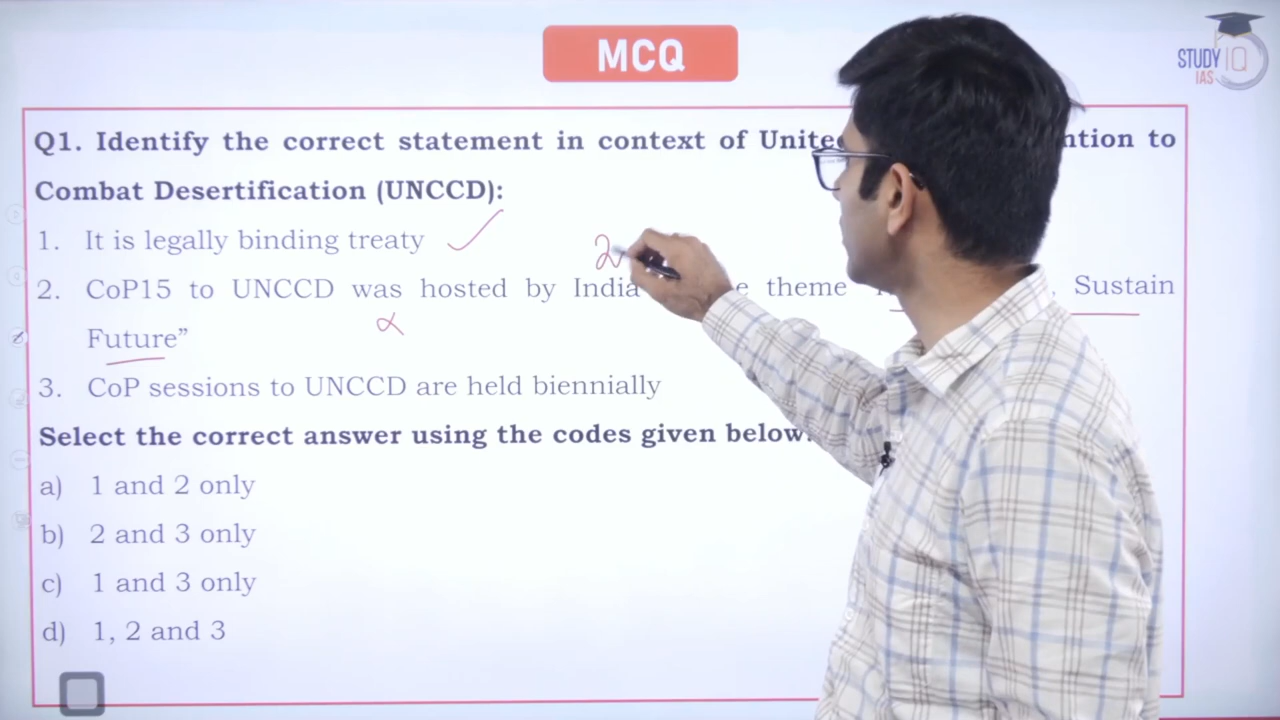 MCQ
STUDY IQ
IAS
Q1. Identify the correct statement in context of Unite ntion to
Combat Desertification (UNCCD):
1. It is legally binding treaty
2
2. CoP15 to UNCCD was hosted by India e theme , Sustain
Future”
3. CoP sessions to UNCCD are held biennially
Select the correct answer using the codes given below:
a) 1 and 2 only
b) 2 and 3 only
c) 1 and 3 only
d) 1, 2 and 3